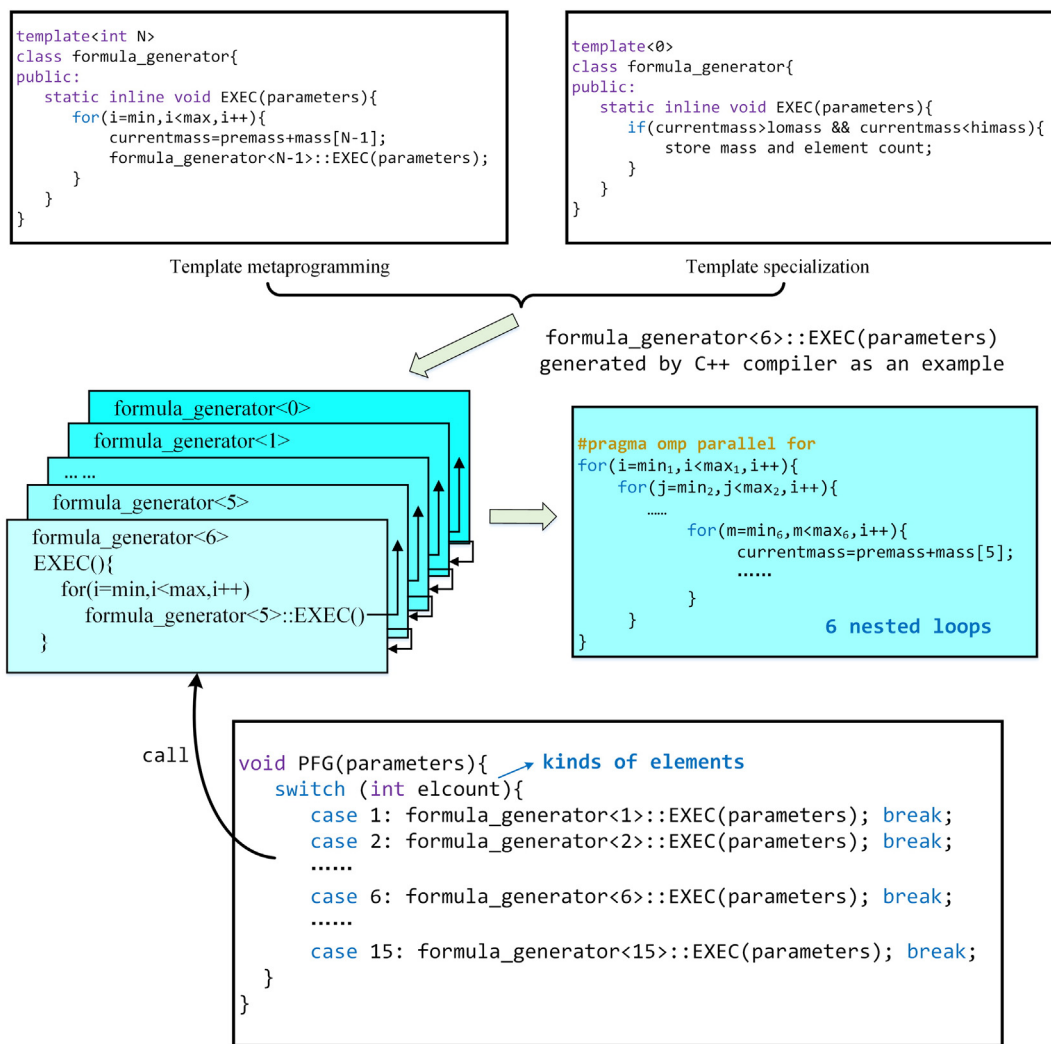 template<int N>
class formula_generator{
public:
static inline void EXEC(parameters){
for(i=min,i<max,i++){
currentmass=premass+mass[N-1];
formula_generator<N-1>::EXEC(parameters);
}
}
}
template<0>
class formula_generator{
public:
static inline void EXEC(parameters){
if(currentmass>lomass && currentmass<himass){
store mass and element count;
}
}
}
Template metaprogramming
Template specialization
formula_generator<6>::EXEC(parameters)
generated by C++ compiler as an example
formula_generator<0>
formula_generator<1>
... ...
formula_generator<5>
formula_generator<6>
EXEC(){
for(i=min,i<max,i++)
formula_generator<5>::EXEC()
}
#pragma omp parallel for
for(i=min₁,i<max₁,i++){
for(j=min₂,j<max₂,i++){
……
for(m=min₆,m<max₆,i++){
currentmass=premass+mass[5];
……
}
}
}
6 nested loops
call
void PFG(parameters){
kinds of elements
switch (int elcount){
case 1: formula_generator<1>::EXEC(parameters); break;
case 2: formula_generator<2>::EXEC(parameters); break;
……
case 6: formula_generator<6>::EXEC(parameters); break;
……
case 15: formula_generator<15>::EXEC(parameters); break;
}
}